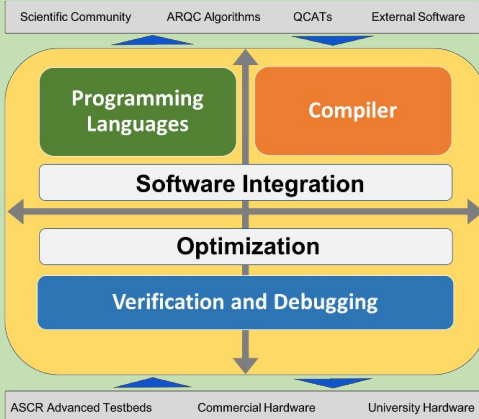 Scientific Community ARQC Algorithms QCATs External Software
Programming
Languages
Compiler
Software Integration
Optimization
Verification and Debugging
ASCR Advanced Testbeds Commercial Hardware University Hardware